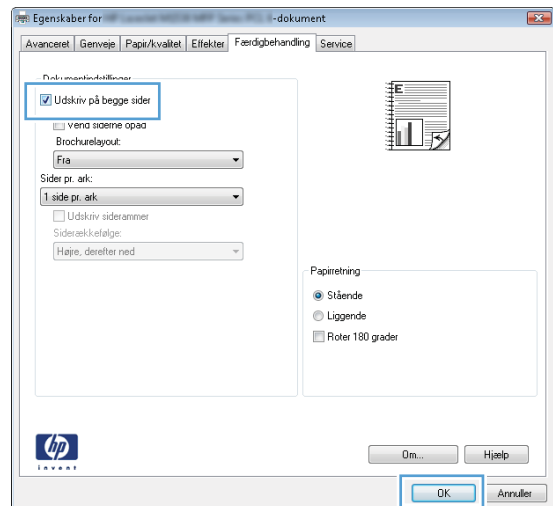 Egenskaber for -dokument
Avanceret Genveje Papir/kvalitet Effekter Færdigbehandling Service
Dokumentindstillinger
Udskriv på begge sider
Vend siderne opad
Brochurelayout:
Fra
Sider pr. ark:
1 side pr. ark
Udskriv siderammer
Siderækkefølge:
Højre, derefter ned
E
Papirretning
Stående
Liggende
Roter 180 grader
hp
invent
Om... Hjælp
OK Annuller